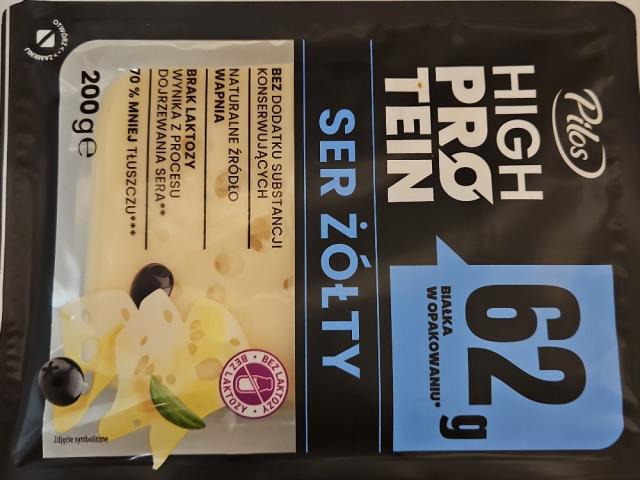 OTWÓRZ <-> ZAMKNIJ
Pilos
HIGH
PRO
TEIN
62 g
BIAŁKA
W OPAKOWANIU*
SER ŻÓŁTY
BEZ DODATKU SUBSTANCJI
KONSERWUJĄCYCH
NATURALNE ŹRÓDŁO
WAPNIA
BRAK LAKTOZY
WYNIKA Z PROCESU
DOJRZEWANIA SERA**
70 % MNIEJ TŁUSZCZU***
200g e
BEZ LAKTOZY • BEZ LAKTOZY •
Zdjęcie symboliczne